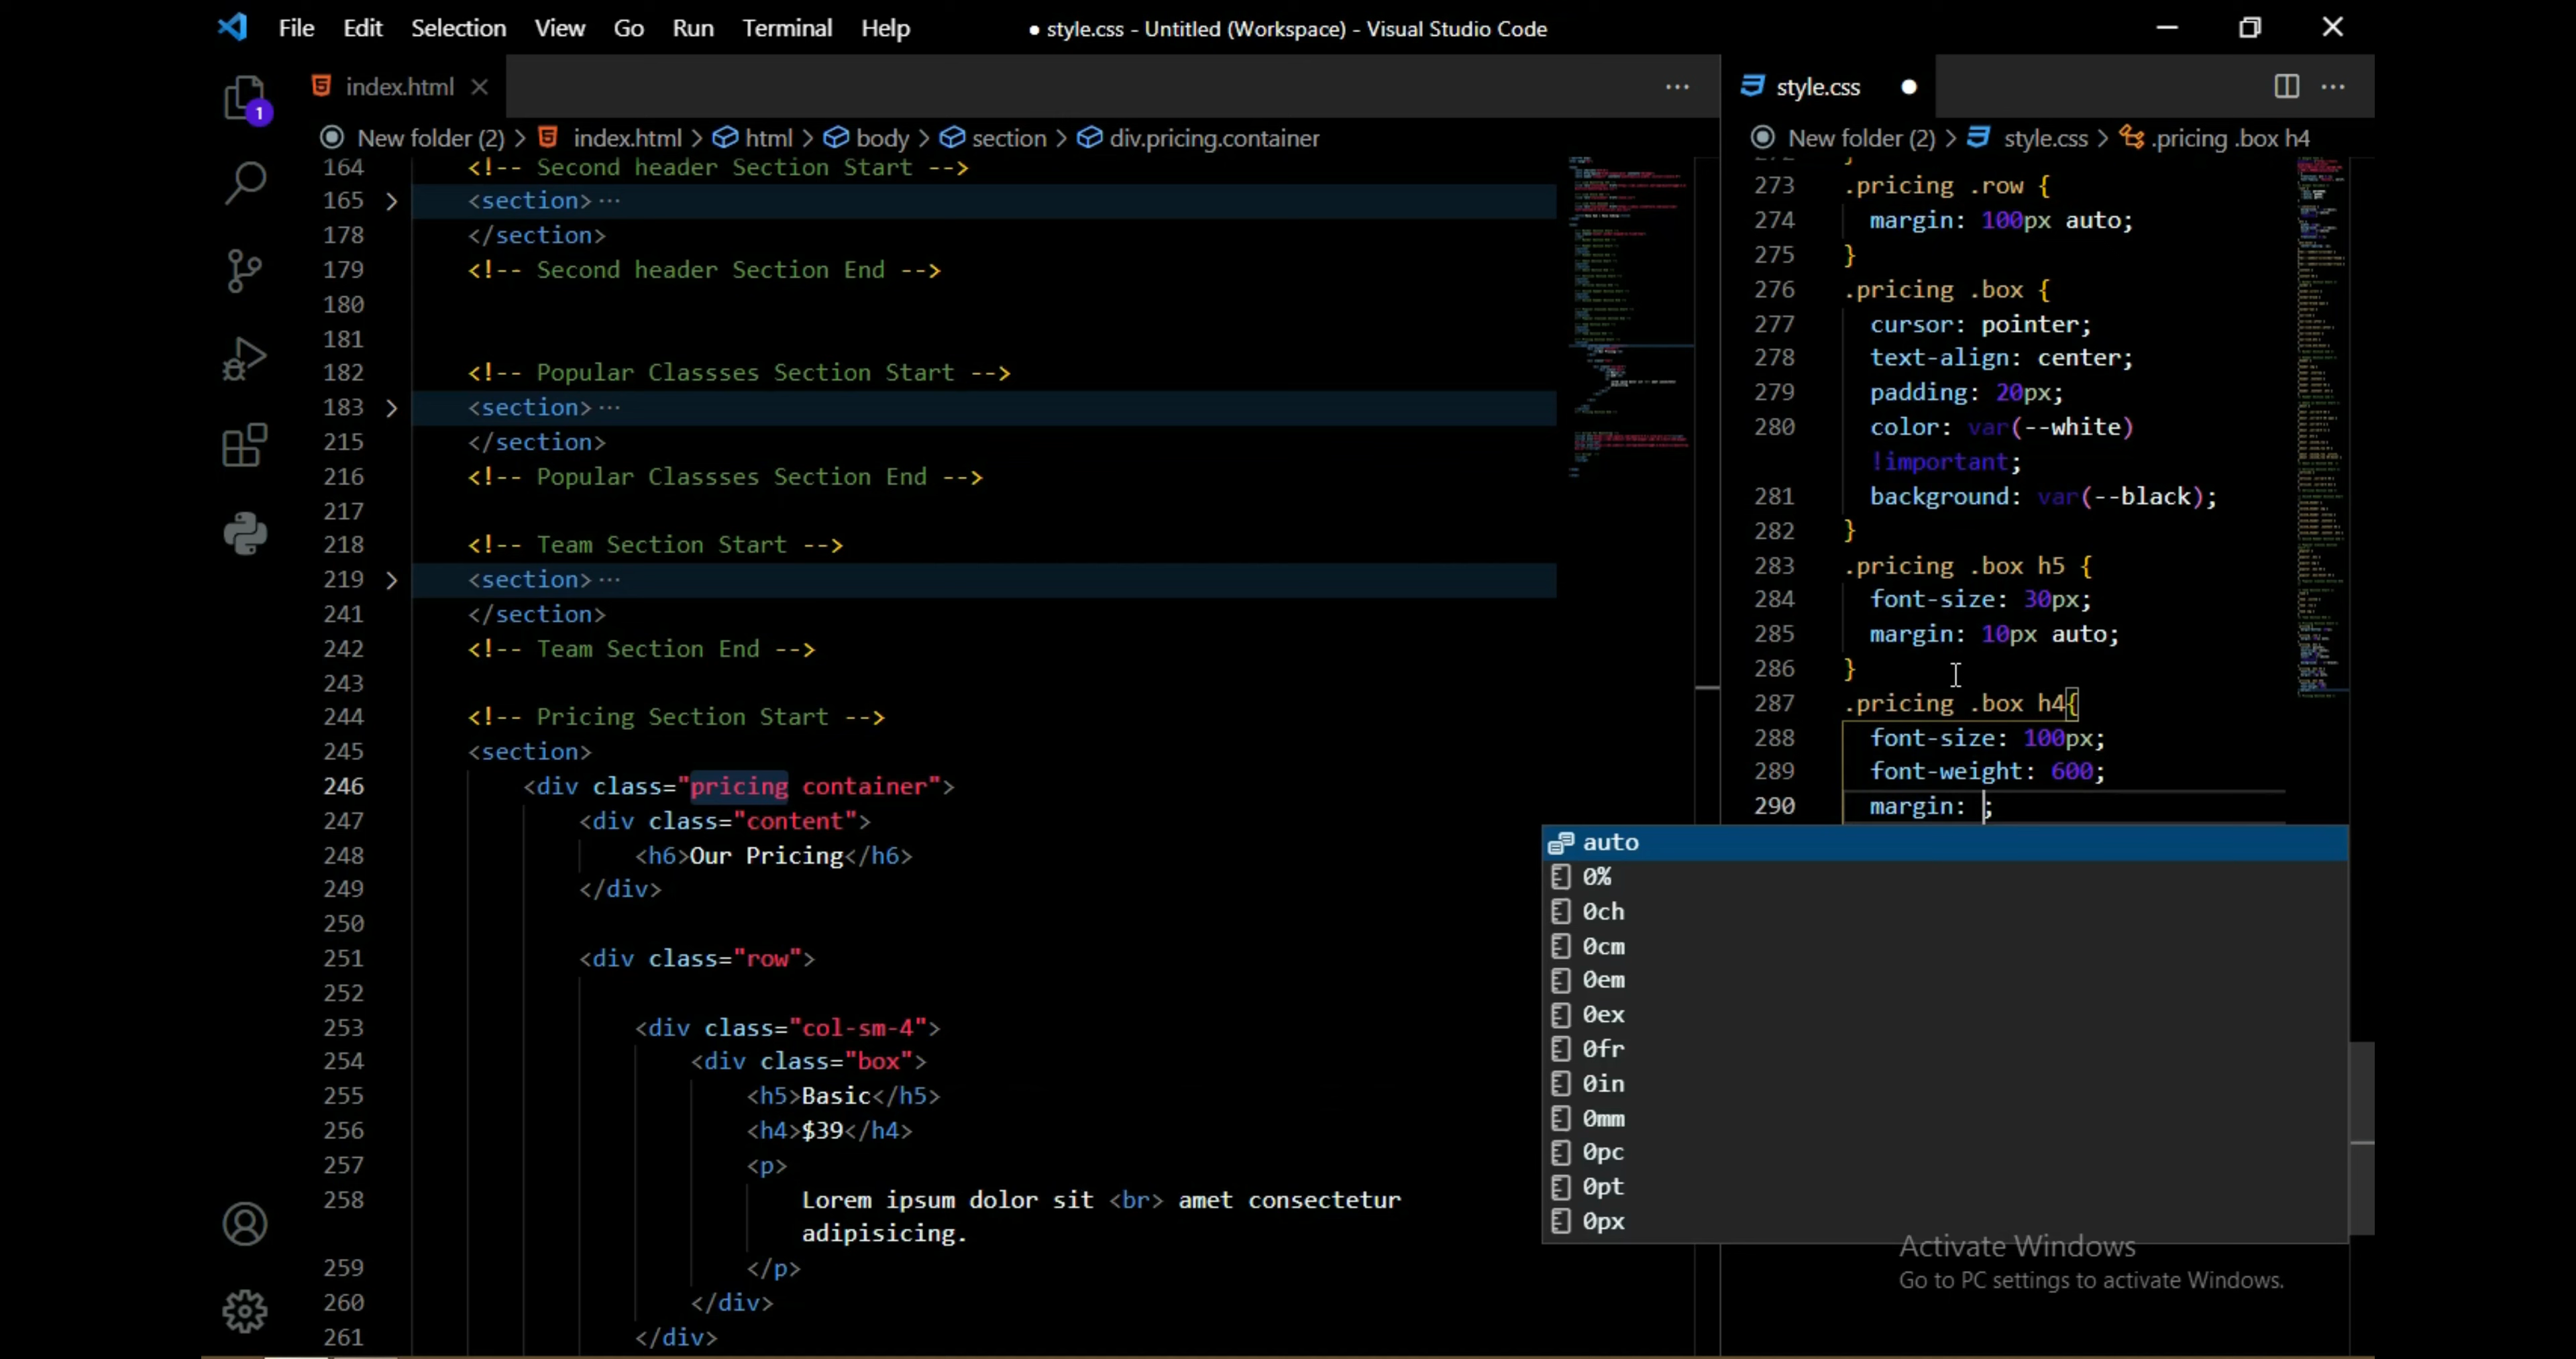 File Edit Selection View Go Run Terminal Help
● style.css - Untitled (Workspace) - Visual Studio Code
index.html
style.css
1
New folder (2) > index.html > html > body > section > div.pricing.container
164 <!-- Second header Section Start -->
165 <section>···
178 </section>
179 <!-- Second header Section End -->
180
181
182 <!-- Popular Classses Section Start -->
183 <section>···
215 </section>
216 <!-- Popular Classses Section End -->
217
218 <!-- Team Section Start -->
219 <section>···
241 </section>
242 <!-- Team Section End -->
243
244 <!-- Pricing Section Start -->
245 <section>
246 <div class="pricing container">
247 <div class="content">
248 <h6>Our Pricing</h6>
249 </div>
250
251 <div class="row">
252
253 <div class="col-sm-4">
254 <div class="box">
255 <h5>Basic</h5>
256 <h4>$39</h4>
257 <p>
258 Lorem ipsum dolor sit <br> amet consectetur
adipisicing.
259 </p>
260 </div>
261 </div>
New folder (2) > style.css > .pricing .box h4
273 .pricing .row {
274 margin: 100px auto;
275 }
276 .pricing .box {
277 cursor: pointer;
278 text-align: center;
279 padding: 20px;
280 color: var(--white)
!important;
281 background: var(--black);
282 }
283 .pricing .box h5 {
284 font-size: 30px;
285 margin: 10px auto;
286 }
287 .pricing .box h4{
288 font-size: 100px;
289 font-weight: 600;
290 margin: ;
auto
0%
0ch
0cm
0em
0ex
0fr
0in
0mm
0pc
0pt
0px
Activate Windows
Go to PC settings to activate Windows.